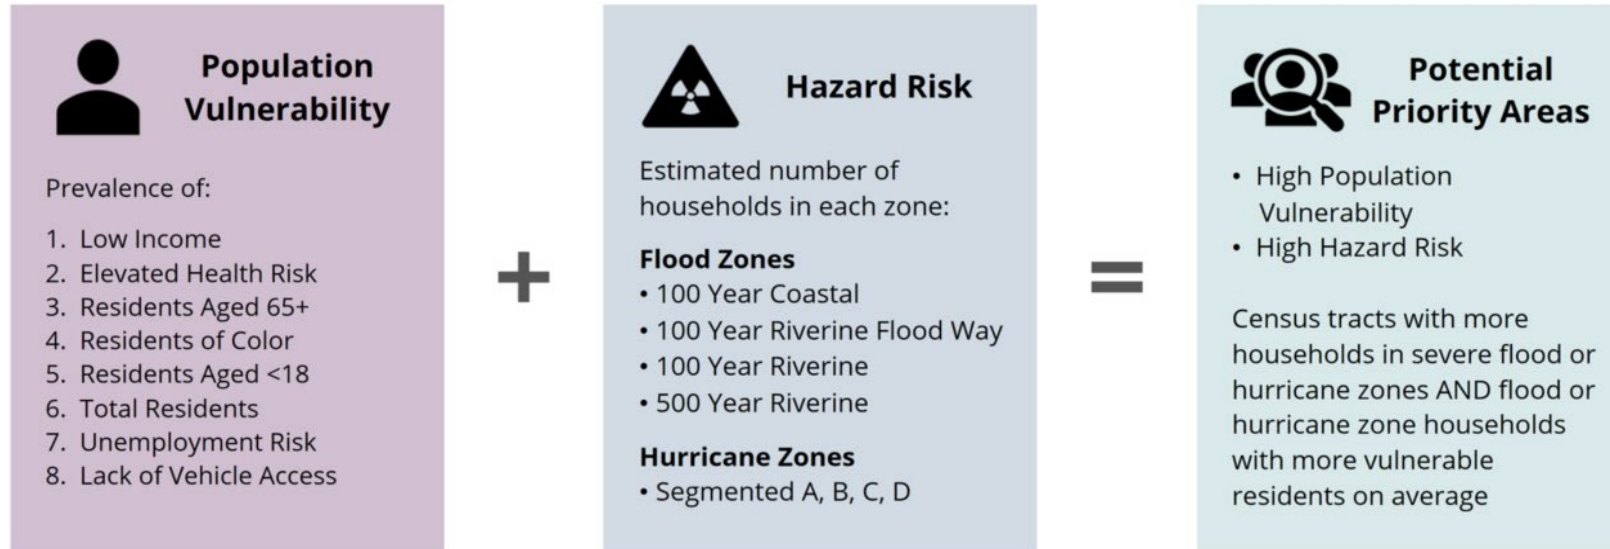 Population
Vulnerability
Prevalence of:
1. Low Income
2. Elevated Health Risk
3. Residents Aged 65+
4. Residents of Color
5. Residents Aged <18
6. Total Residents
7. Unemployment Risk
8. Lack of Vehicle Access
+
Hazard Risk
Estimated number of
households in each zone:
Flood Zones
• 100 Year Coastal
• 100 Year Riverine Flood Way
• 100 Year Riverine
• 500 Year Riverine
Hurricane Zones
• Segmented A, B, C, D
=
Potential
Priority Areas
• High Population
Vulnerability
• High Hazard Risk
Census tracts with more
households in severe flood or
hurricane zones AND flood or
hurricane zone households
with more vulnerable
residents on average